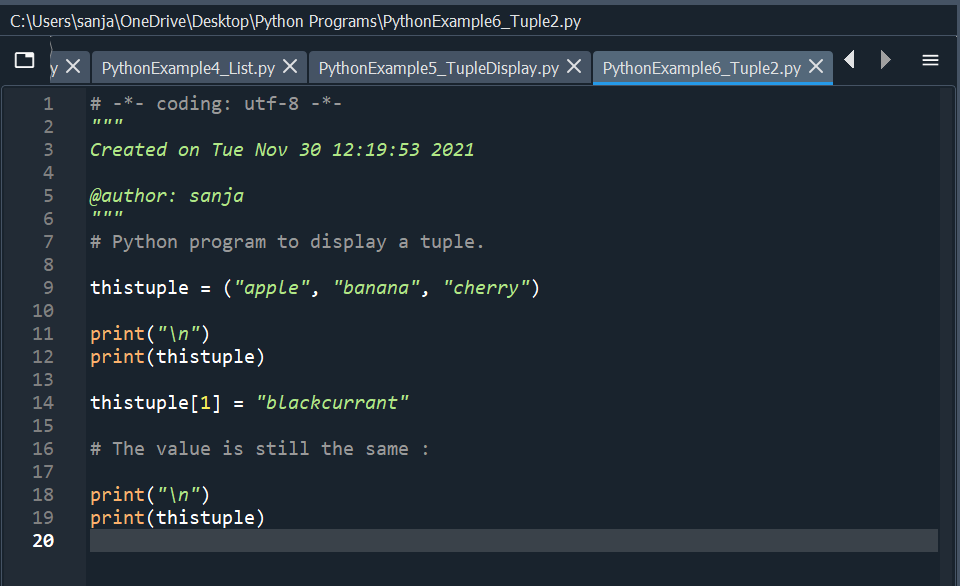 C:\Users\sanja\OneDrive\Desktop\Python Programs\PythonExample6_Tuple2.py
y PythonExample4_List.py PythonExample5_TupleDisplay.py PythonExample6_Tuple2.py
1 # -*- coding: utf-8 -*-
2 """
3 Created on Tue Nov 30 12:19:53 2021
4
5 @author: sanja
6 """
7 # Python program to display a tuple.
8
9 thistuple = ("apple", "banana", "cherry")
10
11 print("\n")
12 print(thistuple)
13
14 thistuple[1] = "blackcurrant"
15
16 # The value is still the same :
17
18 print("\n")
19 print(thistuple)
20